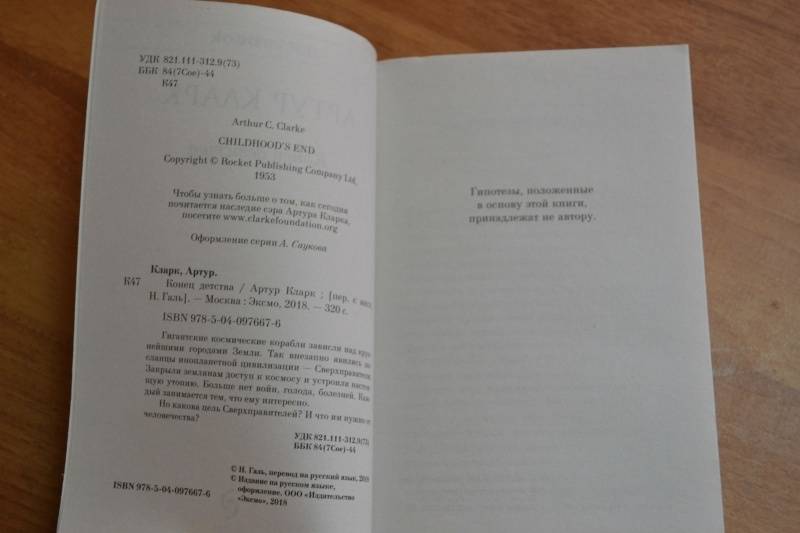 УДК 821.111-312.9(73)
ББК 84(7Сое)-44
К47
Arthur C. Clarke
CHILDHOOD'S END
Copyright © Rocket Publishing Company Ltd,
1953
Чтобы узнать больше о том, как сегодня
почитается наследие сэра Артура Кларка,
посетите www.clarkefoundation.org
Оформление серии А. Саукова
Кларк, Артур.
К47 Конец детства / Артур Кларк ; [пер. с англ.
Н. Галь]. — Москва : Эксмо, 2018. — 320 с.
ISBN 978-5-04-097667-6
Гигантские космические корабли зависли над круп-
нейшими городами Земли. Так внезапно явились по-
сланцы инопланетной цивилизации — Сверхправители.
Закрыли землянам доступ к космосу и устроили настоя-
щую утопию. Больше нет войн, голода, болезней. Каж-
дый занимается тем, что ему интересно.
Но какова цель Сверхправителей? И что им нужно от
человечества?
УДК 821.111-312.9(73)
ББК 84(7Сое)-44
© Н. Галь, перевод на русский язык,
© Издание на русском языке,
оформление. ООО «Издательство
«Эксмо», 2018
ISBN 978-5-04-097667-6
Гипотезы, положенные
в основу этой книги,
принадлежат не автору.